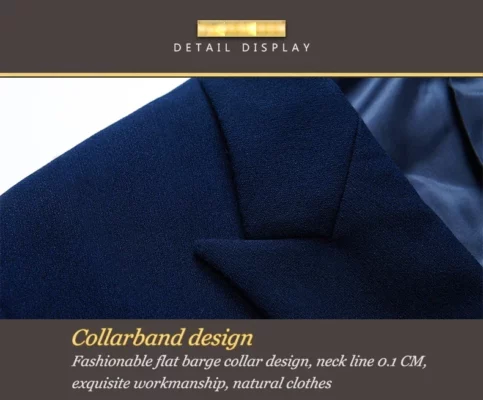 DETAIL DISPLAY
Collarband design
Fashionable flat barge collar design, neck line 0.1 CM,
exquisite workmanship, natural clothes